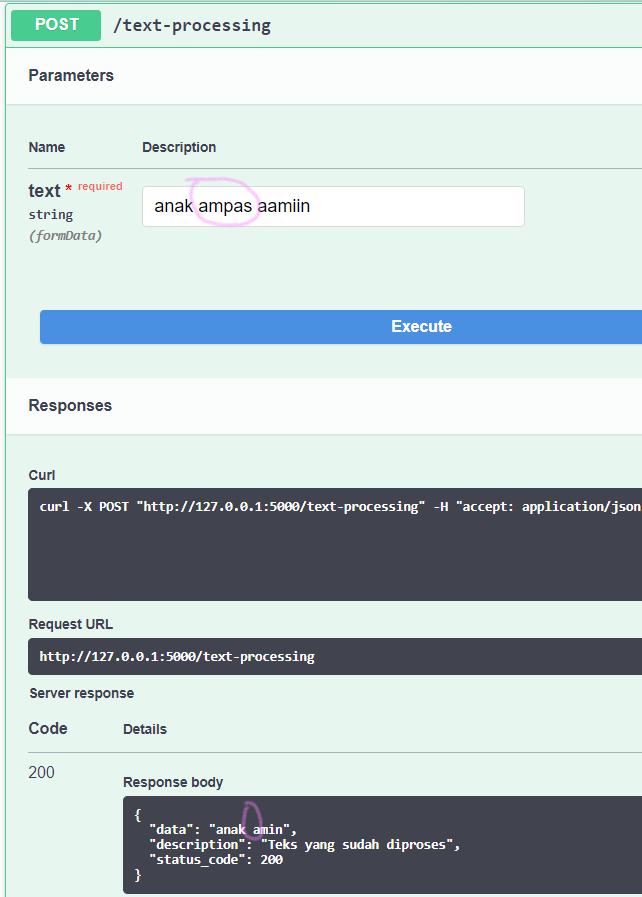 POST /text-processing
Parameters
Name Description
text * required
string
(formData)
anak ampas aamiin
Execute
Responses
Curl
curl -X POST "http://127.0.0.1:5000/text-processing" -H "accept: application/json
Request URL
http://127.0.0.1:5000/text-processing
Server response
Code Details
200
Response body
{
"data": "anak amin",
"description": "Teks yang sudah diproses",
"status_code": 200
}